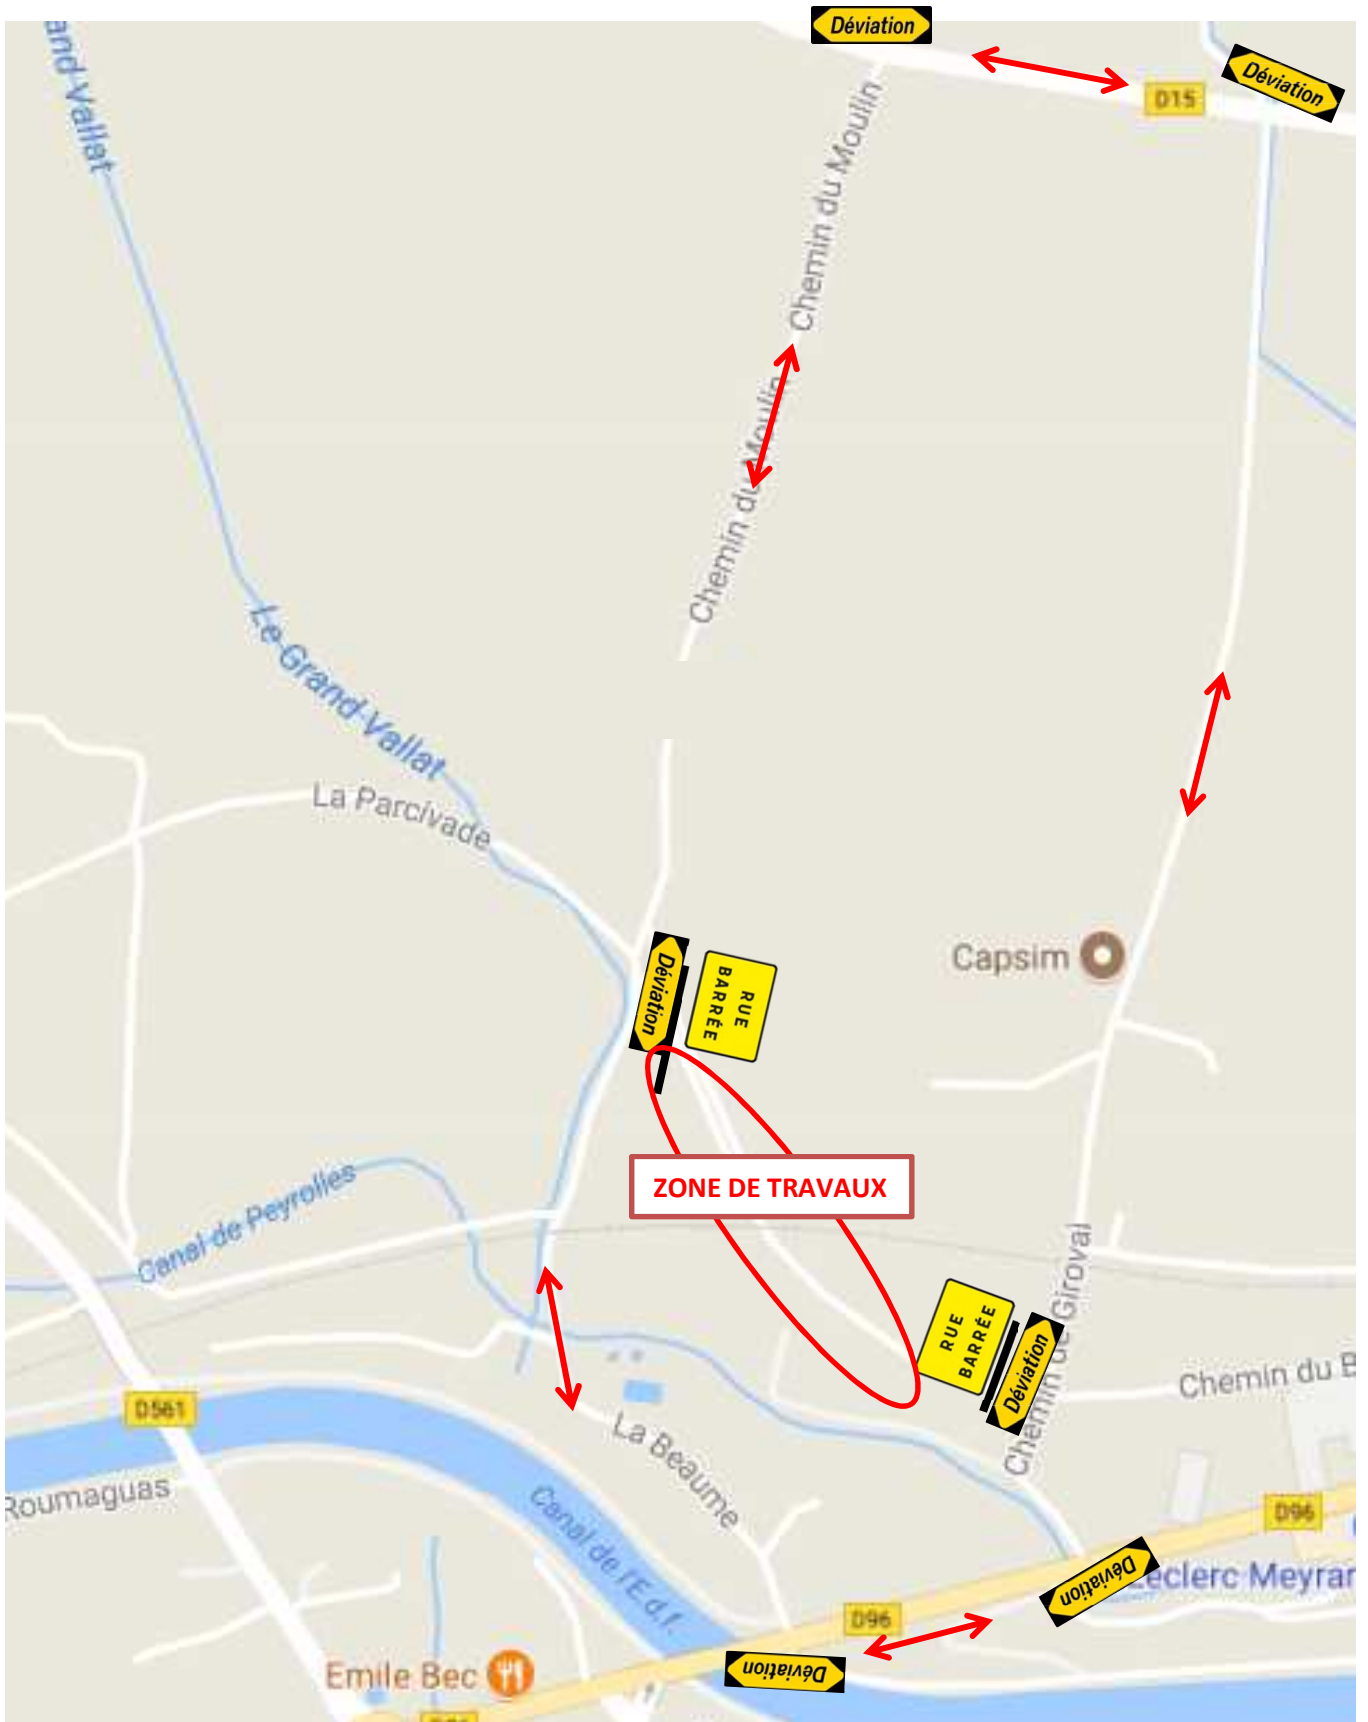 Déviation
Déviation
D15
and Vallat
Chemin du Moulin
Chemin du Moulin
Le Grand Vallat
La Parcivade
Déviation
RUE
BARRÉE
Capsim
ZONE DE TRAVAUX
Canal de Peyrolles
RUE
BARRÉE
Déviation
Chemin de Giroval
Chemin du B
D561
Roumaguas
La Beaume
Canal de l'E.d.f.
D96
Déviation
Leclerc Meyrar
D96
Déviation
Emile Bec